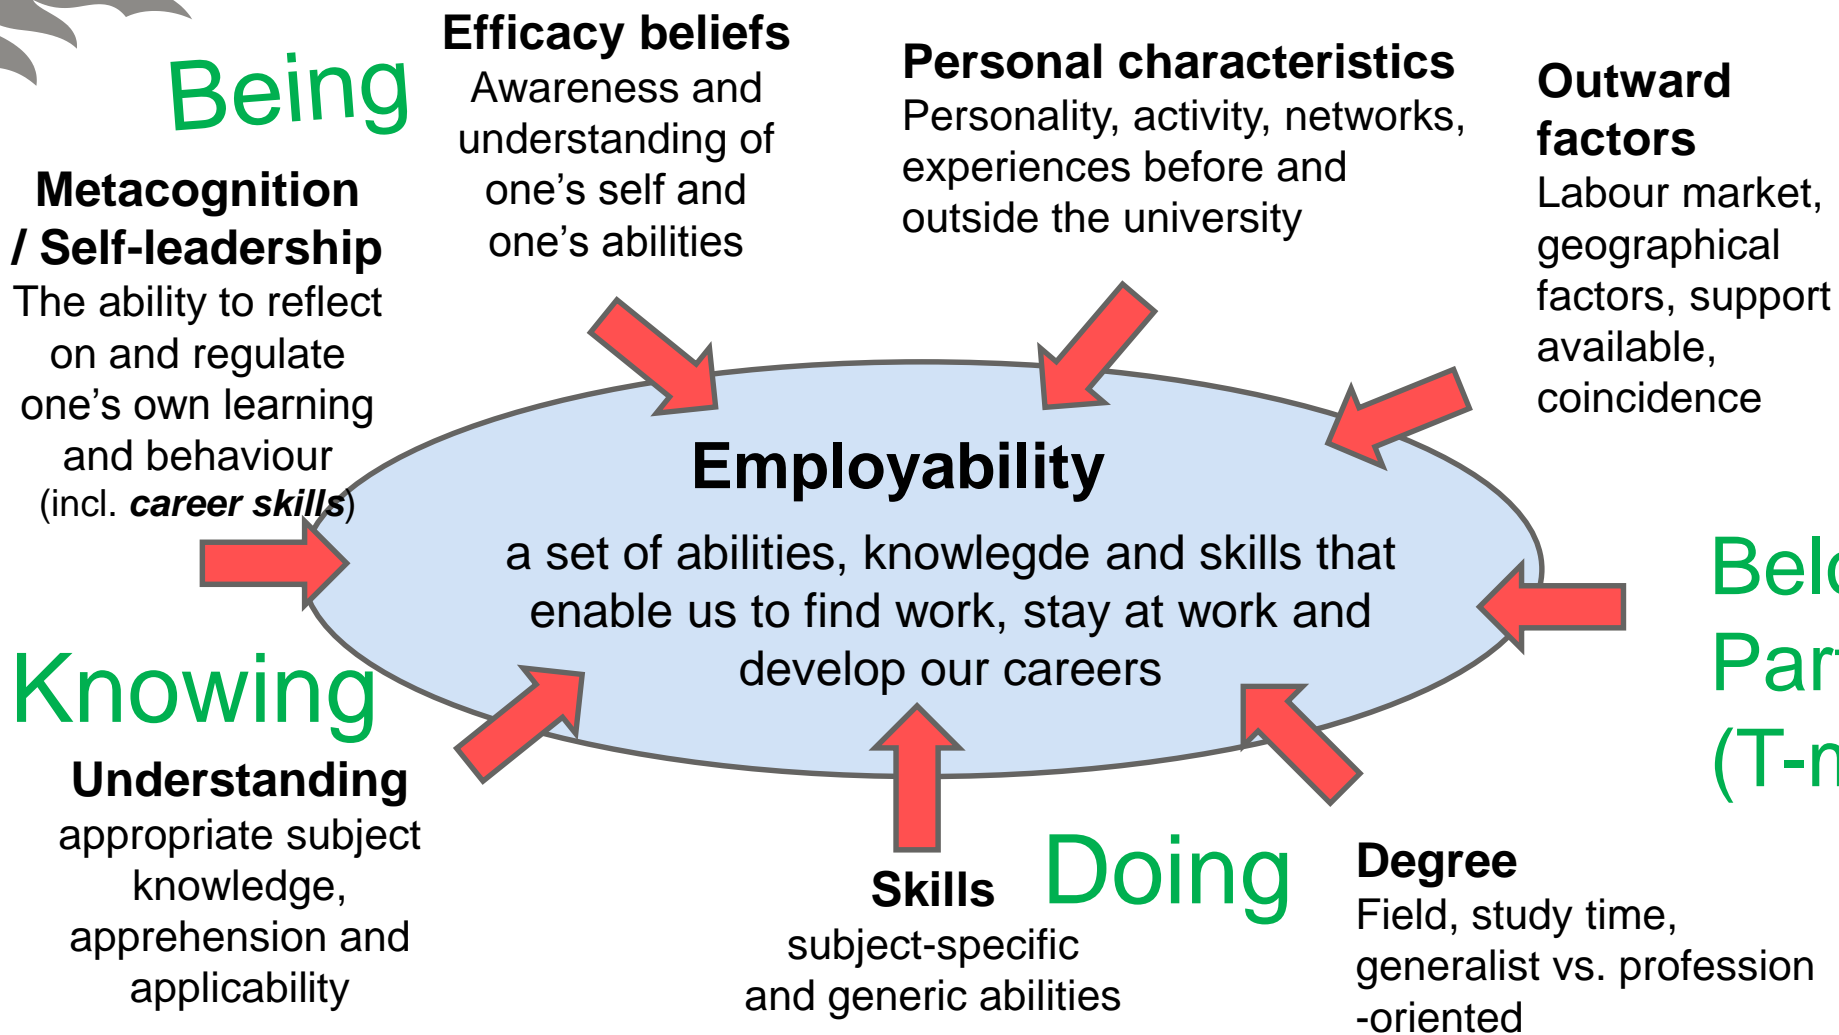 Being
Efficacy beliefs
Awareness and
understanding of
one’s self and
one’s abilities
Personal characteristics
Personality, activity, networks,
experiences before and
outside the university
Outward
factors
Labour market,
geographical
factors, support
available,
coincidence
Metacognition
/ Self-leadership
The ability to reflect
on and regulate
one’s own learning
and behaviour
(incl. career skills)
Employability
a set of abilities, knowlegde and skills that
enable us to find work, stay at work and
develop our careers
Knowing
Understanding
appropriate subject
knowledge,
apprehension and
applicability
Skills
subject-specific
and generic abilities
Doing
Degree
Field, study time,
generalist vs. profession
-oriented